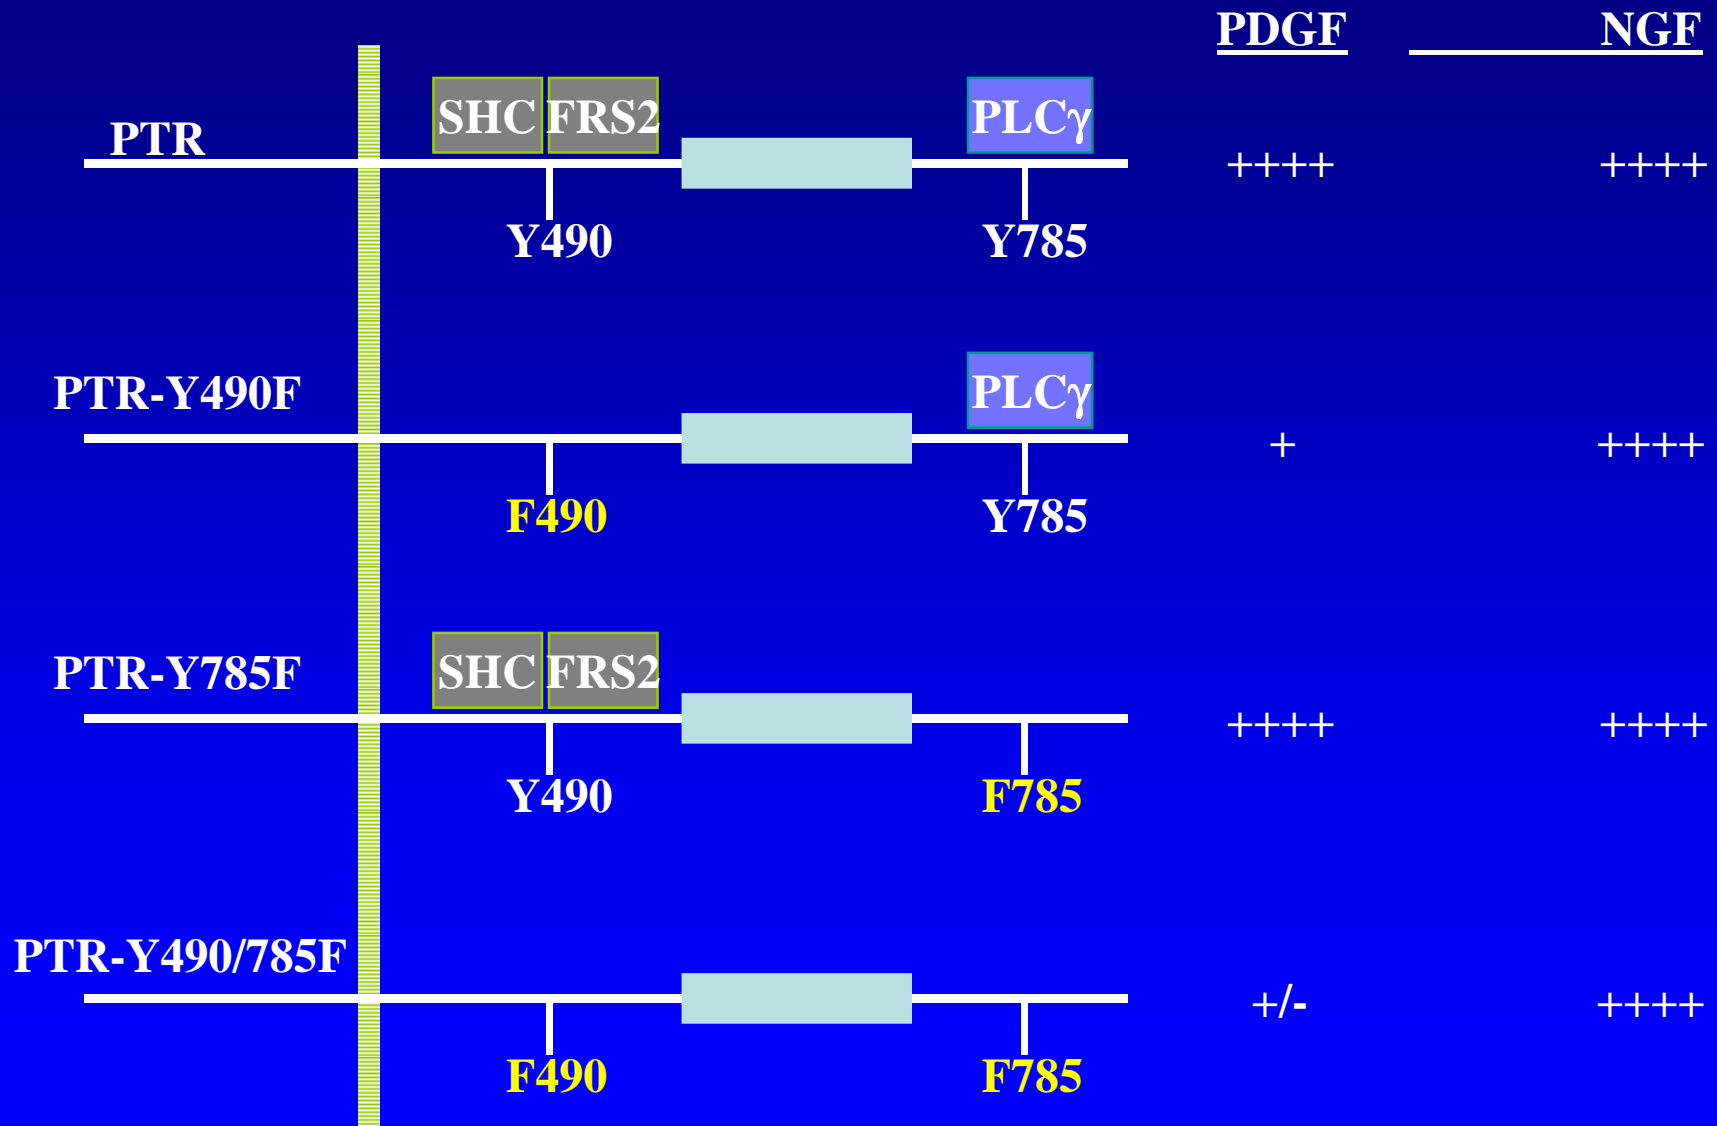 PDGF NGF
SHC FRS2 PLCγ
PTR
++++ ++++
Y490 Y785
PLCγ
PTR-Y490F
+ ++++
F490 Y785
SHC FRS2
PTR-Y785F
++++ ++++
Y490 F785
PTR-Y490/785F
+/- ++++
F490 F785